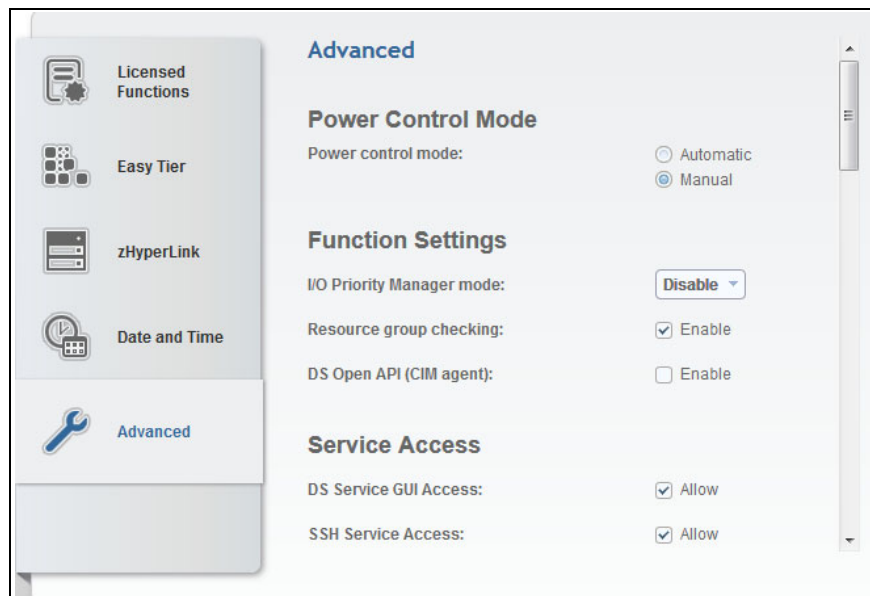 Licensed
Functions
Easy Tier
zHyperLink
Date and Time
Advanced
Advanced
Power Control Mode
Power control mode:
Automatic
Manual
Function Settings
I/O Priority Manager mode:
Disable
Resource group checking:
Enable
DS Open API (CIM agent):
Enable
Service Access
DS Service GUI Access:
Allow
SSH Service Access:
Allow